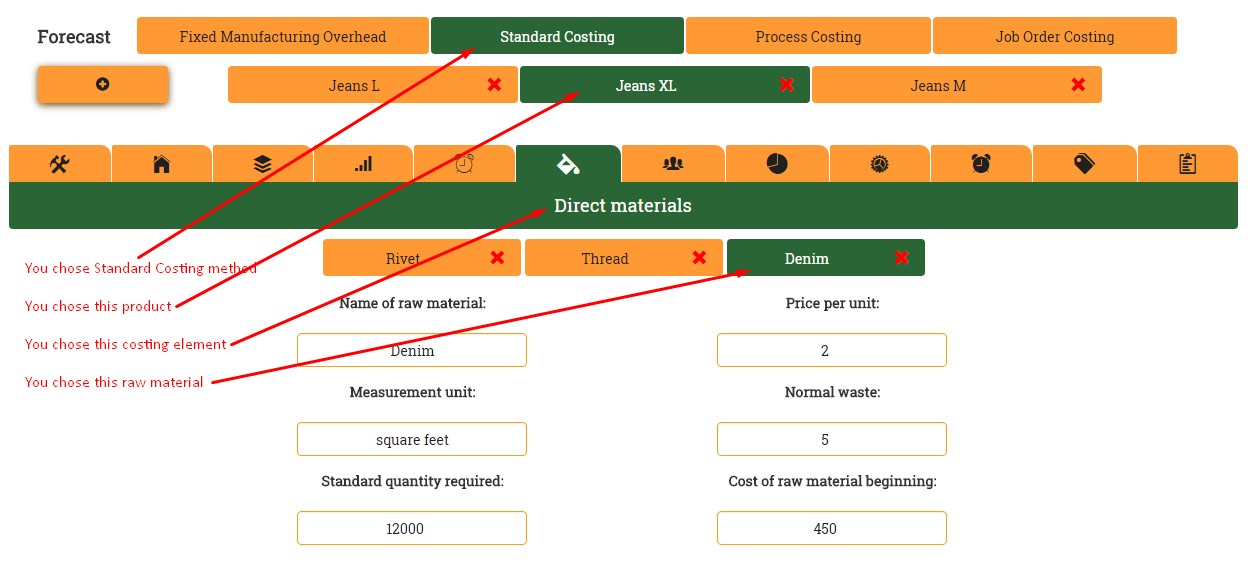 Forecast Fixed Manufacturing Overhead Standard Costing Process Costing Job Order Costing
Jeans L Jeans XL Jeans M
Direct materials
Rivet Thread Denim
You chose Standard Costing method
You chose this product
You chose this costing element
You chose this raw material
Name of raw material: Price per unit:
Denim 2
Measurement unit: Normal waste:
square feet 5
Standard quantity required: Cost of raw material beginning:
12000 450